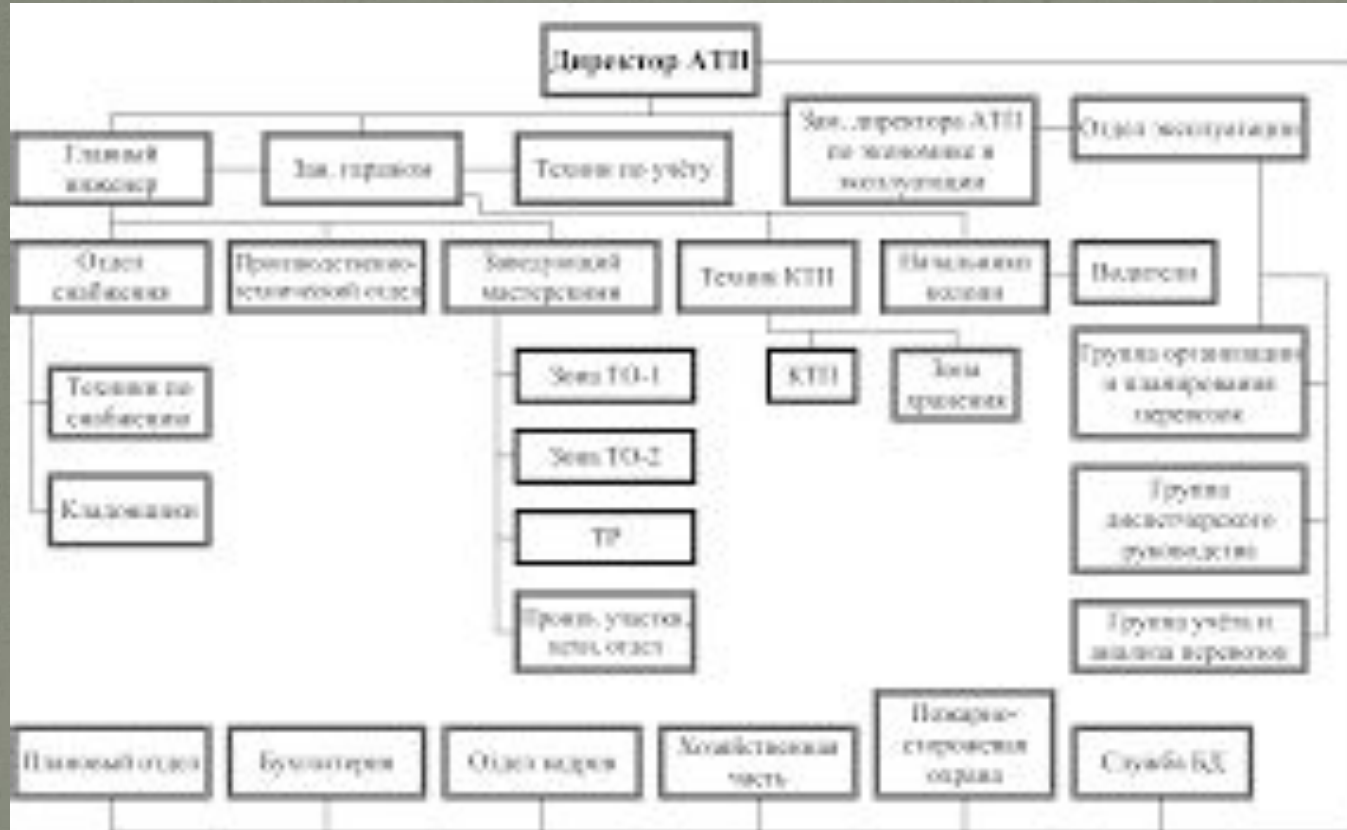 Директор АТП
Главный
инженер
Зав. гаражом
Техник по учёту
Зам. директора АТП
по экономике и
эксплуатации
Отдел эксплуатации
Отдел
снабжения
Производственно-
технический отдел
Заведующий
мастерскими
Техник КТП
Начальники
колонн
Водители
Техники по
снабжению
Кладовщики
Зона ТО-1
Зона ТО-2
ТР
Произв. участки,
отдел
КТП
Зона
хранения
Группа организации
и планирования
перевозок
Группа
диспетчерского
руководства
Группа учёта и
анализа перевозок
Плановый отдел
Бухгалтерия
Отдел кадров
Хозяйственная
часть
Пожарно-
сторожевая
охрана
Служба БД